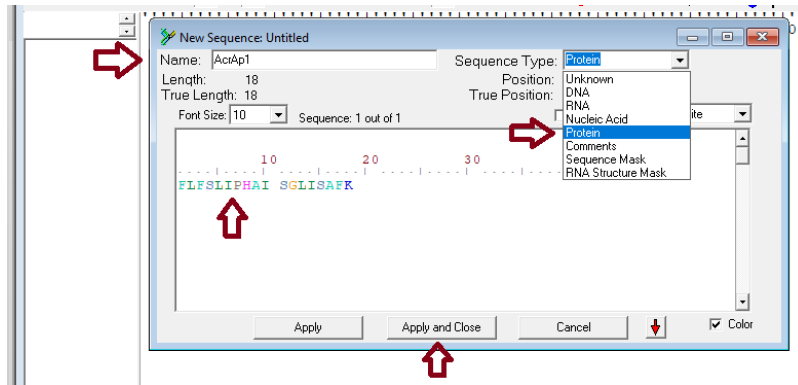 New Sequence: Untitled
Name: AcrAp1 Sequence Type: Protein
Length: 18 Position: Unknown
True Length: 18 True Position: DNA
RNA
Font Size: 10 Sequence: 1 out of 1 Nucleic Acid ite
Protein
Comments
10 20 30 Sequence Mask
RNA Structure Mask
FLFSLIPHAI SGLISAFK
Apply Apply and Close Cancel Color